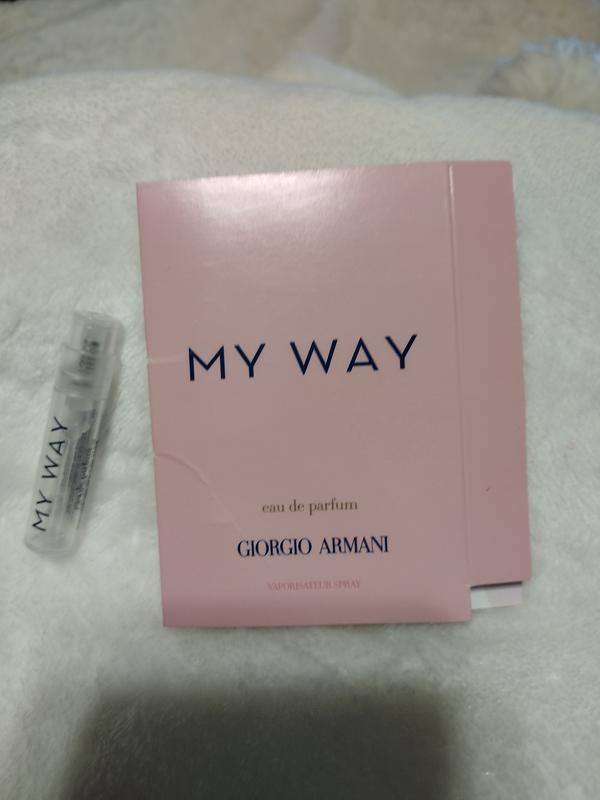 MY WAY
MY WAY
eau de parfum
GIORGIO ARMANI
VAPORISATEUR SPRAY